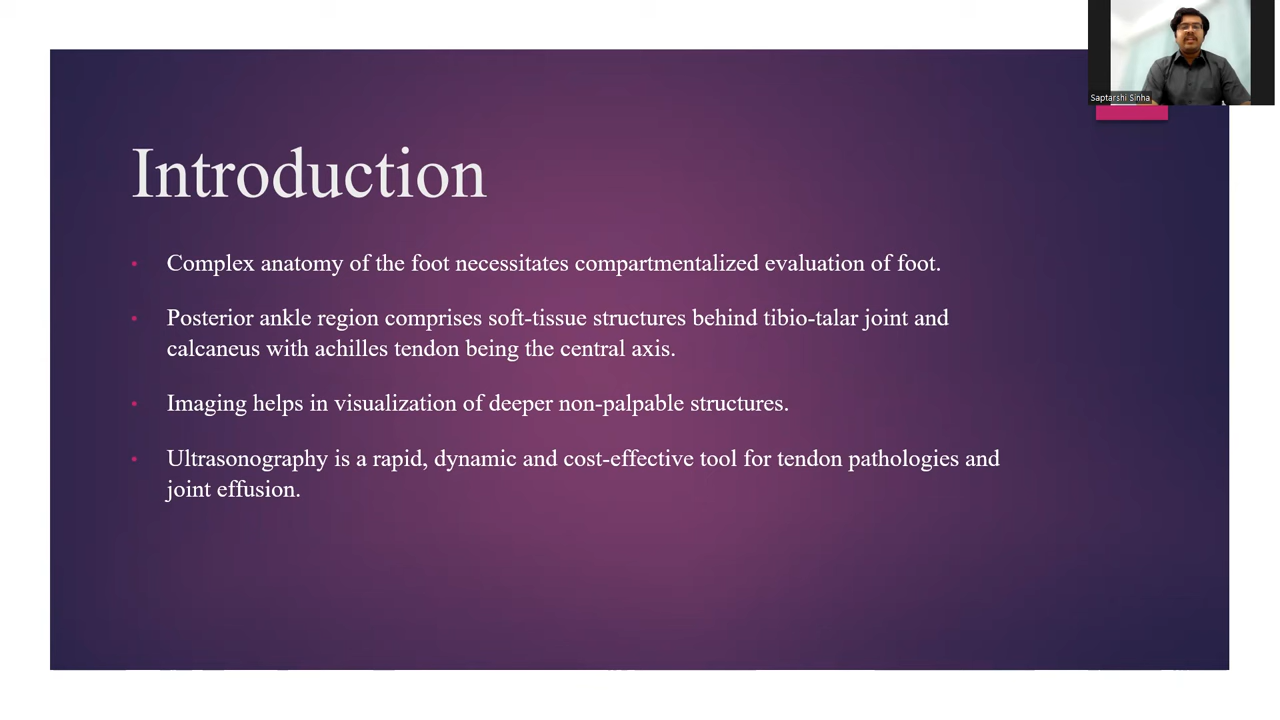 Saptarshi Sinha
Introduction
• Complex anatomy of the foot necessitates compartmentalized evaluation of foot.
• Posterior ankle region comprises soft-tissue structures behind tibio-talar joint and
calcaneus with achilles tendon being the central axis.
• Imaging helps in visualization of deeper non-palpable structures.
• Ultrasonography is a rapid, dynamic and cost-effective tool for tendon pathologies and
joint effusion.